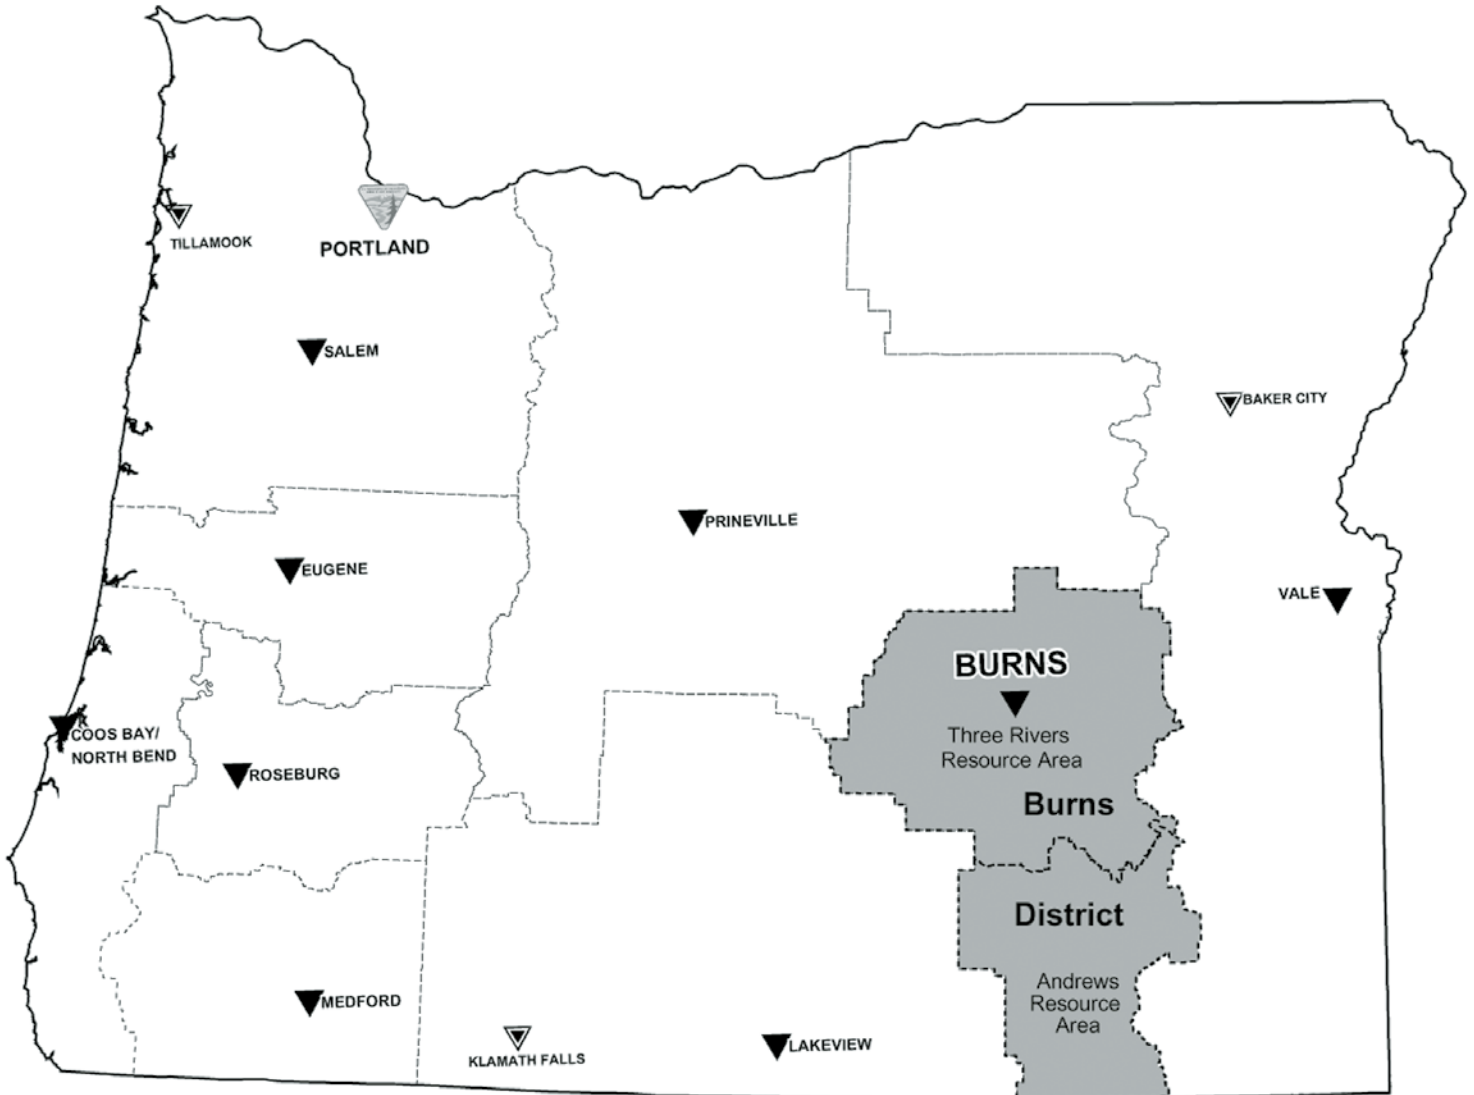 TILLAMOOK
PORTLAND
SALEM
BAKER CITY
PRINEVILLE
EUGENE
VALE
BURNS
Three Rivers
Resource Area
COOS BAY/
NORTH BEND
ROSEBURG
Burns
District
Andrews
Resource
Area
MEDFORD
LAKEVIEW
KLAMATH FALLS